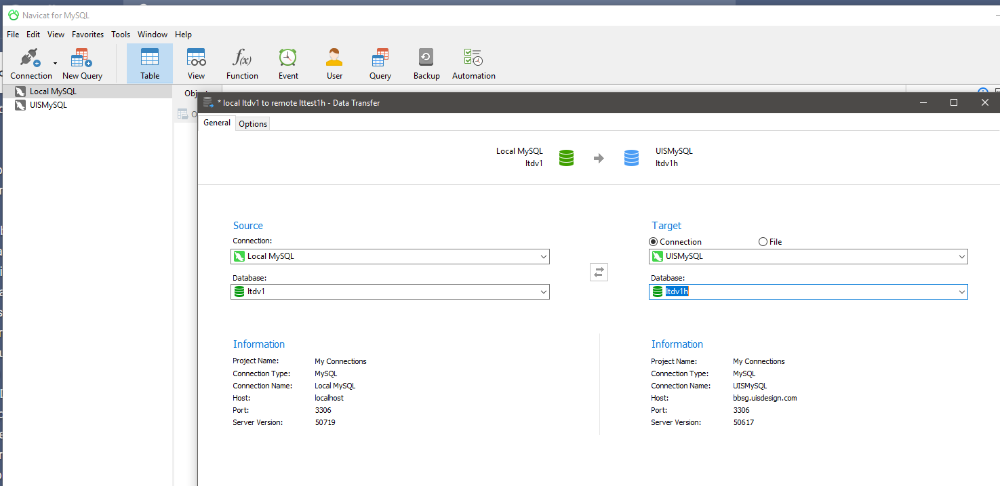 Navicat for MySQL
File Edit View Favorites Tools Window Help
Connection New Query Table View Function Event User Query Backup Automation
Local MySQL
UISMySQL
* local ltdv1 to remote lttest1h - Data Transfer
General Options
Local MySQL
ltdv1
UISMySQL
ltdv1h
Source
Connection:
Local MySQL
Database:
ltdv1
Target
Connection File
UISMySQL
Database:
ltdv1h
Information
Project Name: My Connections
Connection Type: MySQL
Connection Name: Local MySQL
Host: localhost
Port: 3306
Server Version: 50719
Information
Project Name: My Connections
Connection Type: MySQL
Connection Name: UISMySQL
Host: bbsg.uisdesign.com
Port: 3306
Server Version: 50617